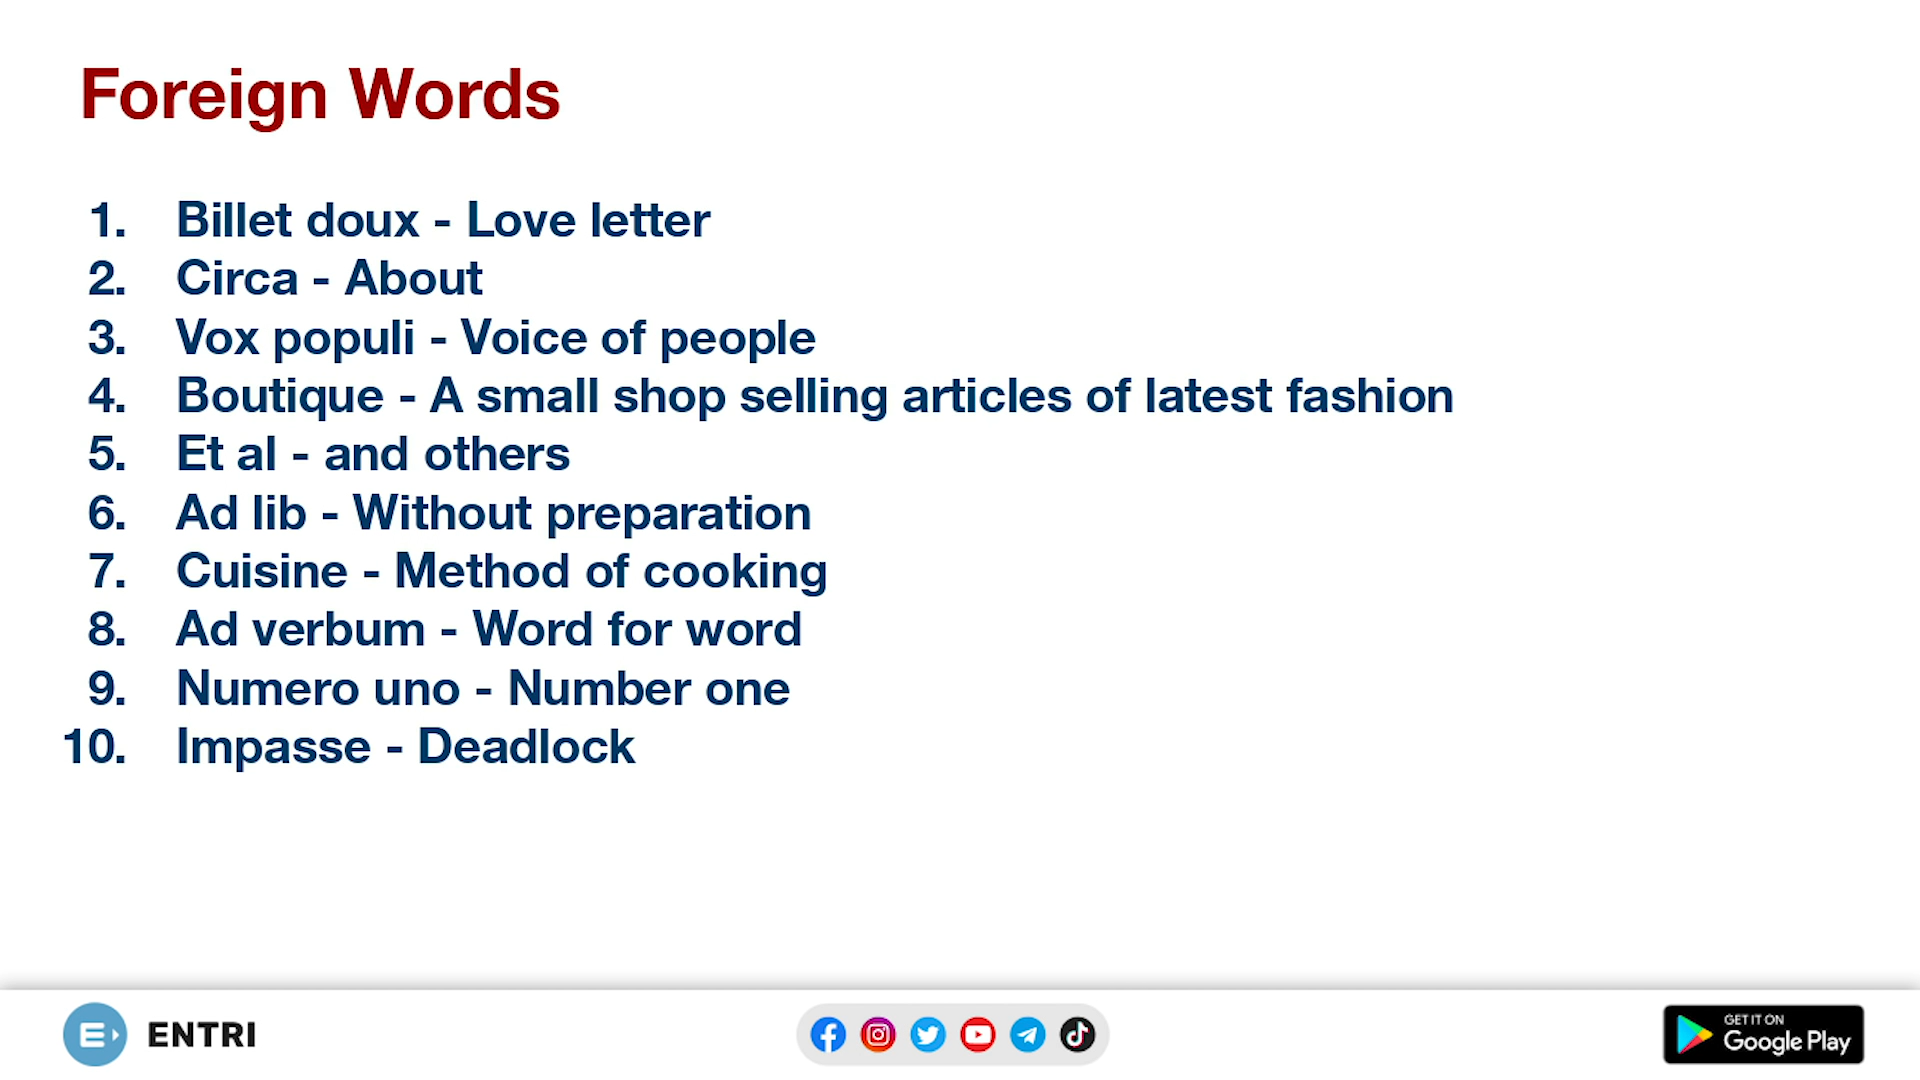 Foreign Words
1. Billet doux - Love letter
2. Circa - About
3. Vox populi - Voice of people
4. Boutique - A small shop selling articles of latest fashion
5. Et al - and others
6. Ad lib - Without preparation
7. Cuisine - Method of cooking
8. Ad verbum - Word for word
9. Numero uno - Number one
10. Impasse - Deadlock
E ENTRI
GET IT ON
Google Play